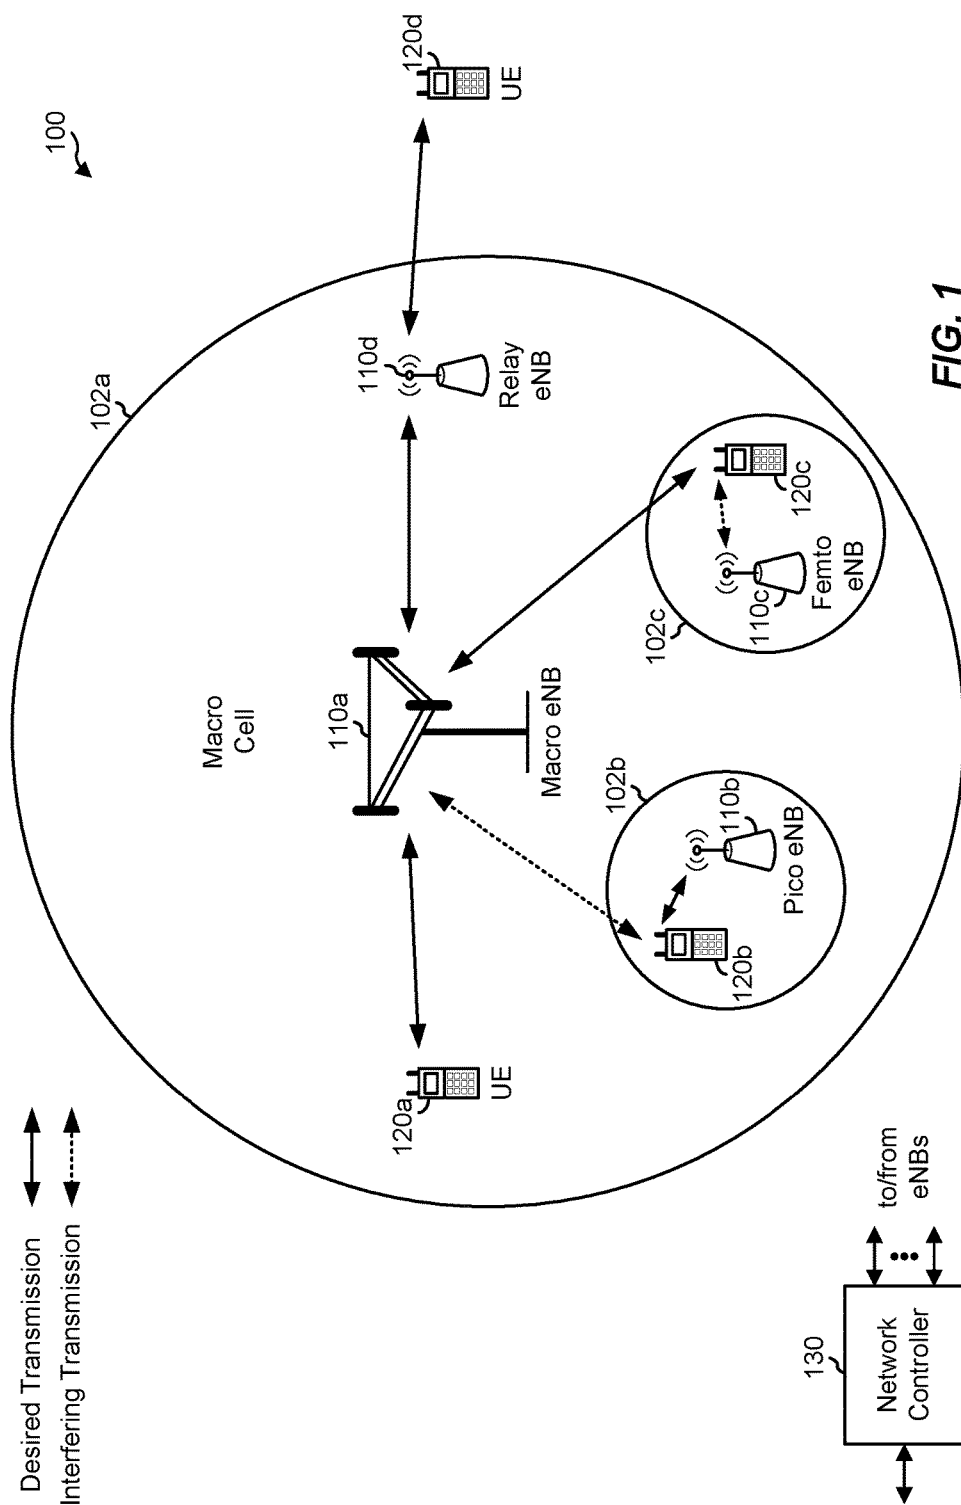 Desired Transmission
Interfering Transmission
100
102a
Macro
Cell
110a
110d
120d
UE
120a
UE
Macro eNB
Relay
eNB
102b
110b
Pico eNB
120b
102c
110c
Femto
eNB
120c
130
Network
Controller
to/from
eNBs
FIG. 1